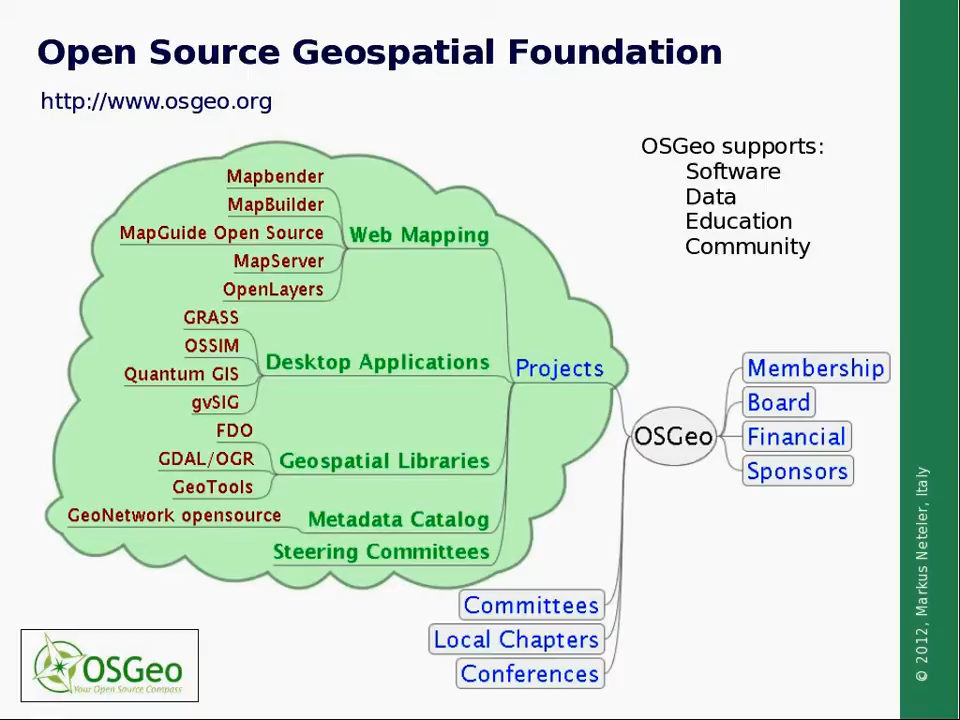 Open Source Geospatial Foundation
http://www.osgeo.org
OSGeo supports:
Software
Data
Education
Community
Mapbender
MapBuilder
MapGuide Open Source
MapServer
OpenLayers
Web Mapping
GRASS
OSSIM
Quantum GIS
gvSIG
Desktop Applications
FDO
GDAL/OGR
GeoTools
Geospatial Libraries
GeoNetwork opensource
Metadata Catalog
Steering Committees
Projects
OSGeo
Membership
Board
Financial
Sponsors
Committees
Local Chapters
Conferences
OSGeo
Your Open Source Compass
© 2012, Markus Neteler, Italy